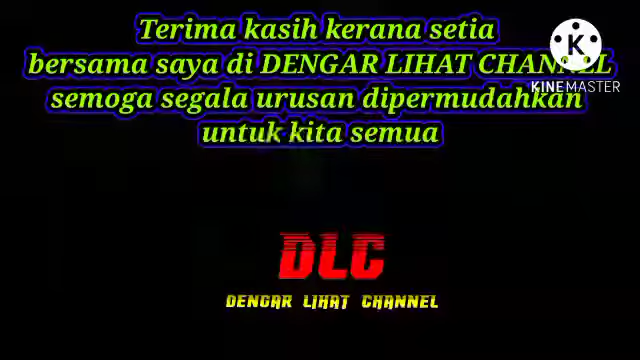 Terima kasih kerana setia
bersama saya di DENGAR LIHAT CHANNEL
semoga segala urusan dipermudahkan
untuk kita semua
K
KINEMASTER
DLC
DENGAR LIHAT CHANNEL